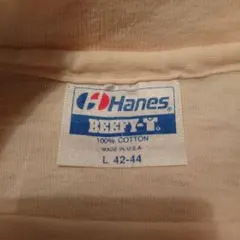 Hanes®
BEEFY-T®
100% COTTON
MADE IN U.S.A.
L 42-44